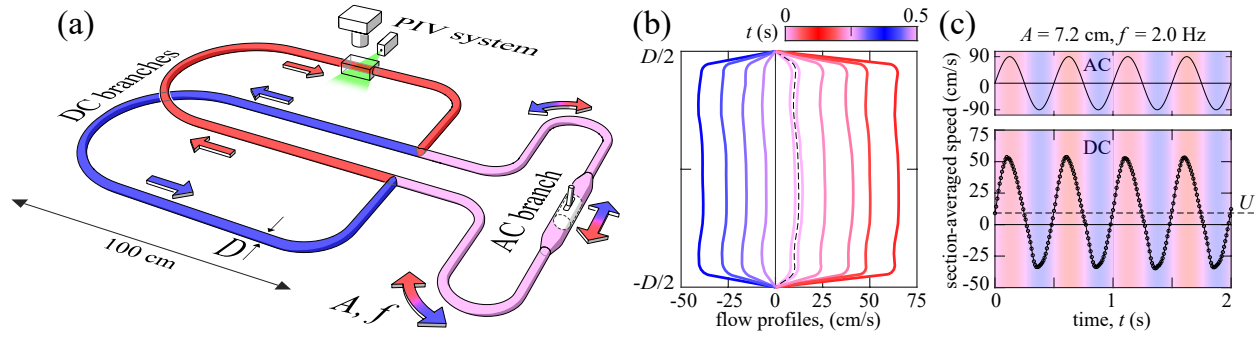 (a)
PIV system
DC branches
AC branch
D
100 cm
A, f
(b)
t (s)
0
0.5
D/2
-D/2
-50
-25
0
25
50
75
flow profiles, (cm/s)
(c)
A = 7.2 cm, f = 2.0 Hz
section-averaged speed (cm/s)
90
0
-90
AC
75
50
25
0
-25
-50
DC
U
0
1
2
time, t (s)